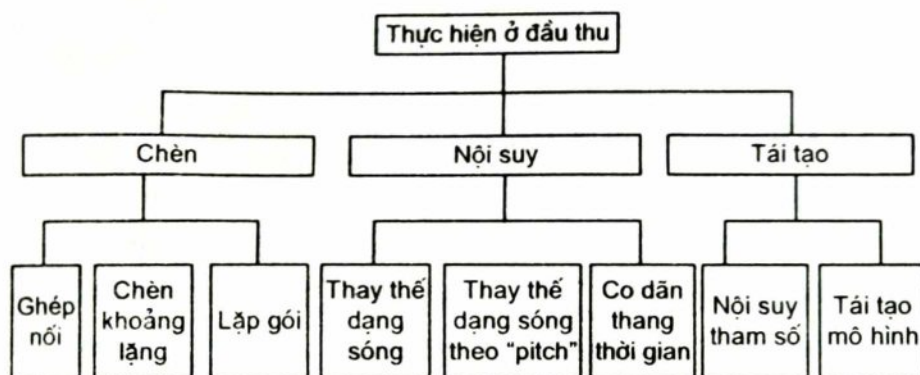 Thực hiện ở đầu thu
Chèn
Nội suy
Tái tạo
Ghép
nối
Chèn
khoảng
lặng
Lặp gói
Thay thế
dạng
sóng
Thay thế
dạng sóng
theo "pitch"
Co dãn
thang
thời gian
Nội suy
tham số
Tái tạo
mô hình